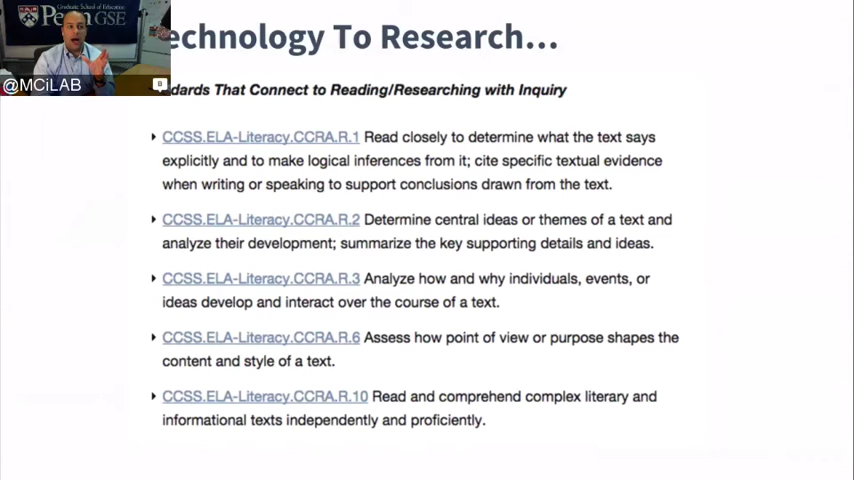 Graduate School of Education
Penn GSE
@MCiLAB
echnology To Research...
dards That Connect to Reading/Researching with Inquiry
CCSS.ELA-Literacy.CCRA.R.1 Read closely to determine what the text says
explicitly and to make logical inferences from it; cite specific textual evidence
when writing or speaking to support conclusions drawn from the text.
CCSS.ELA-Literacy.CCRA.R.2 Determine central ideas or themes of a text and
analyze their development; summarize the key supporting details and ideas.
CCSS.ELA-Literacy.CCRA.R.3 Analyze how and why individuals, events, or
ideas develop and interact over the course of a text.
CCSS.ELA-Literacy.CCRA.R.6 Assess how point of view or purpose shapes the
content and style of a text.
CCSS.ELA-Literacy.CCRA.R.10 Read and comprehend complex literary and
informational texts independently and proficiently.